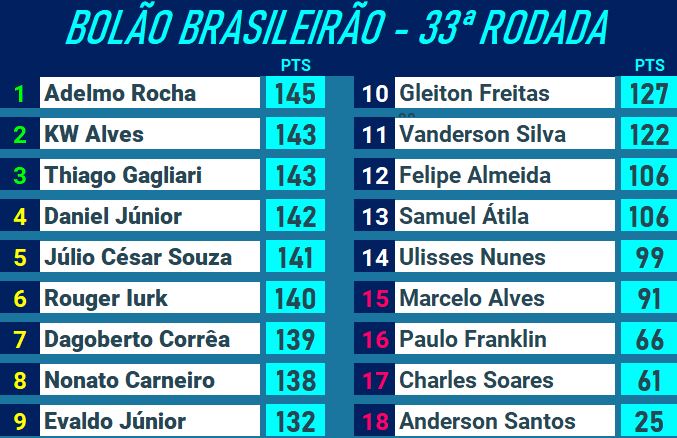 BOLÃO BRASILEIRÃO - 33ª RODADA
PTS
1 Adelmo Rocha 145
2 KW Alves 143
3 Thiago Gagliari 143
4 Daniel Júnior 142
5 Júlio César Souza 141
6 Rouger Iurk 140
7 Dagoberto Corrêa 139
8 Nonato Carneiro 138
9 Evaldo Júnior 132
PTS
10 Gleiton Freitas 127
11 Vanderson Silva 122
12 Felipe Almeida 106
13 Samuel Átila 106
14 Ulisses Nunes 99
15 Marcelo Alves 91
16 Paulo Franklin 66
17 Charles Soares 61
18 Anderson Santos 25